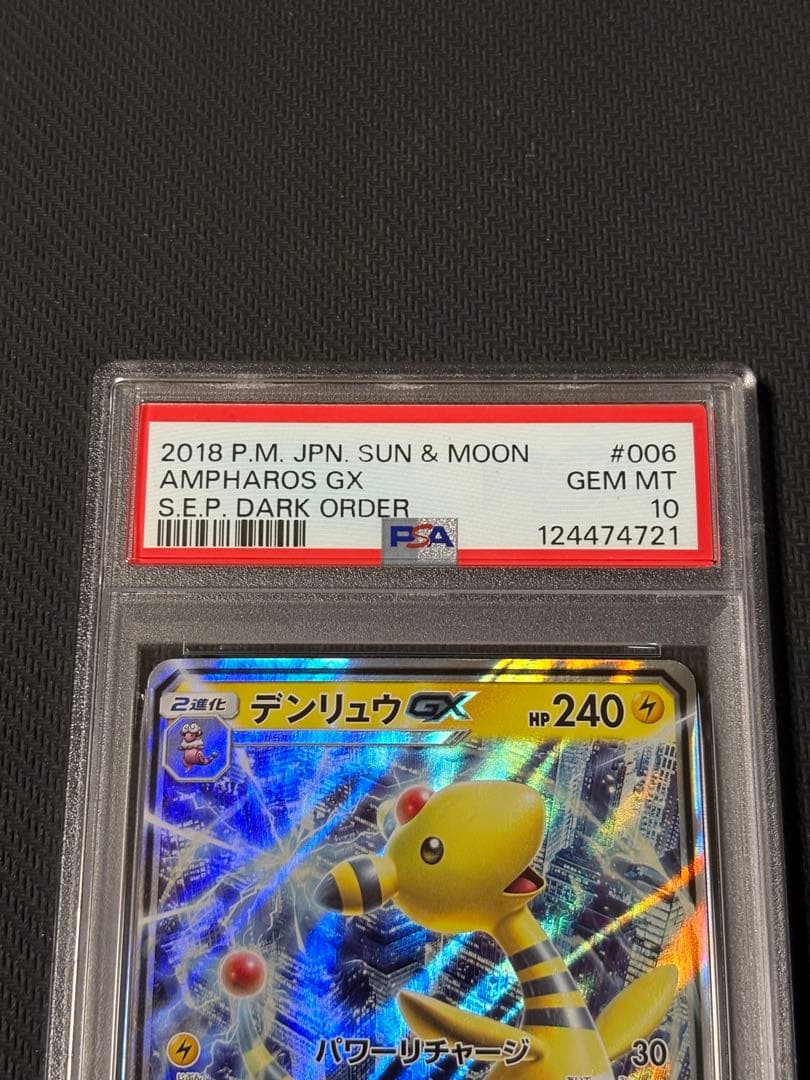 2018 P.M. JPN. SUN & MOON #006
AMPHAROS GX GEM MT
S.E.P. DARK ORDER 10
PSA 124474721
2進化 デンリュウGX HP240
パワーリチャージ 30